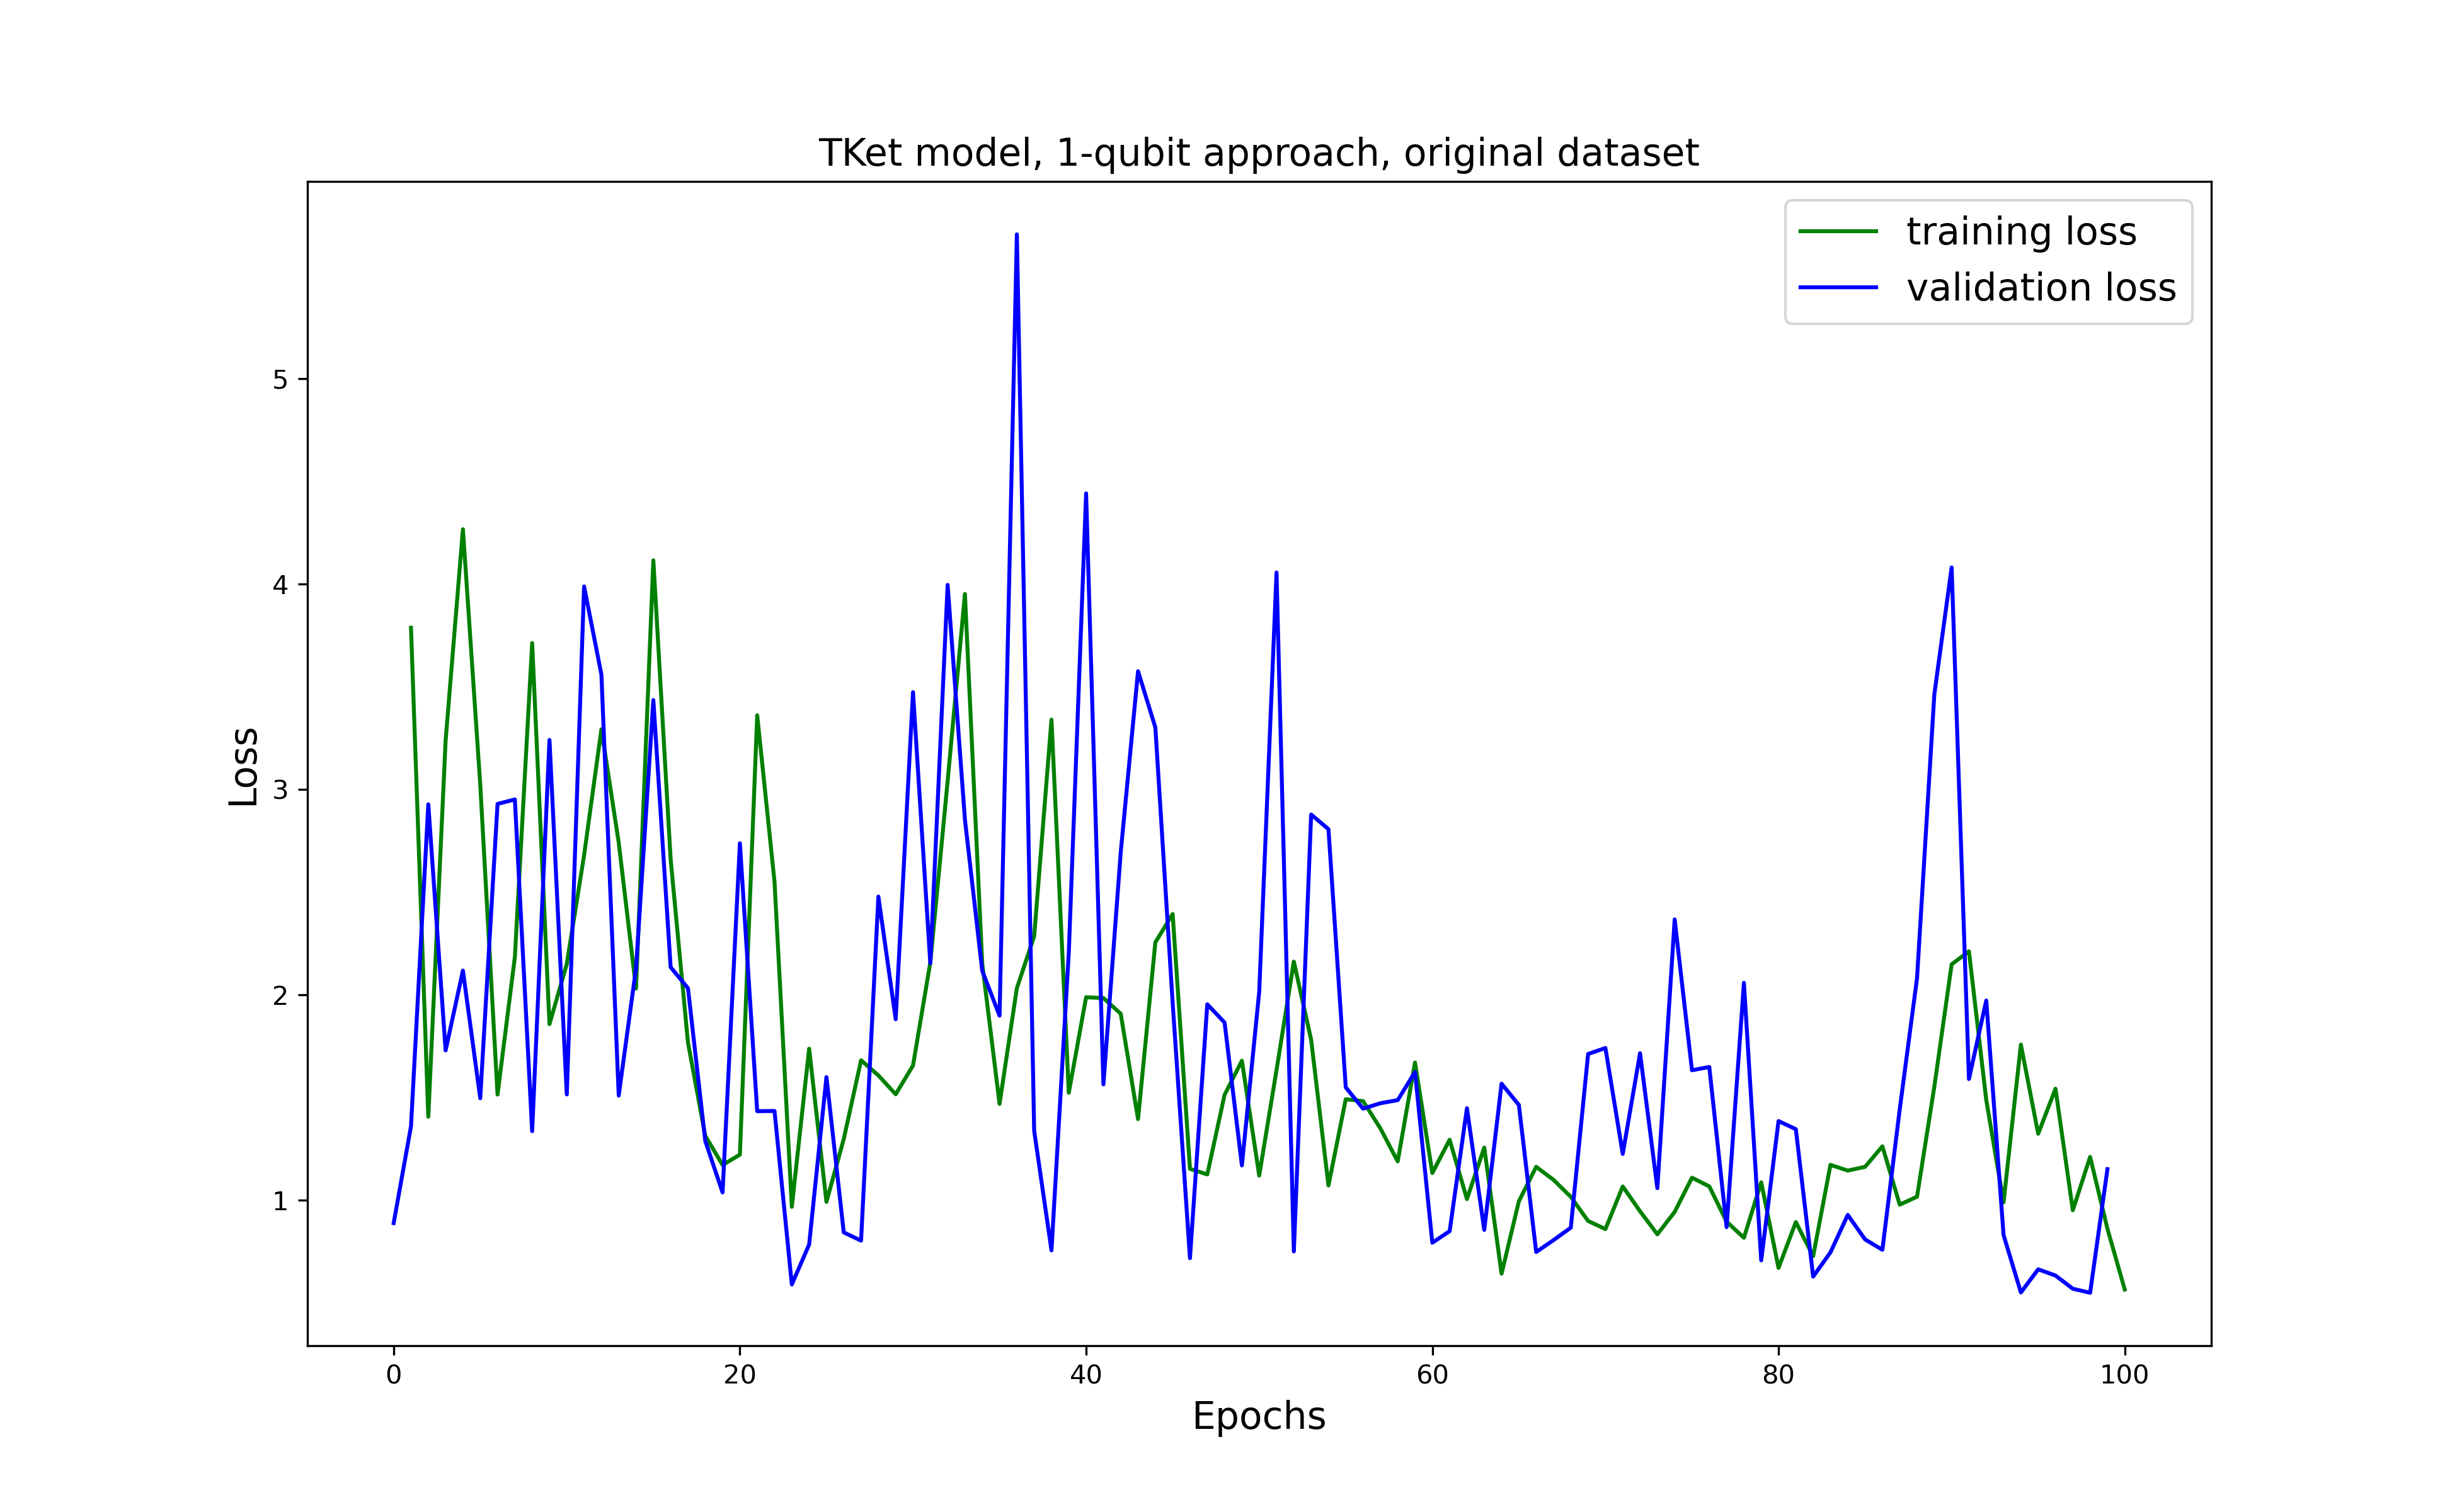 TKet model, 1-qubit approach, original dataset
training loss
validation loss
5
4
3
2
1
Loss
0 20 40 60 80 100
Epochs